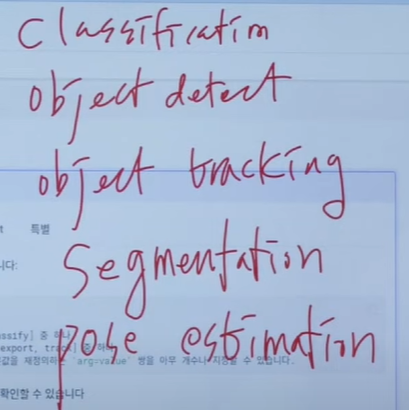 Classification
object detect
object tracking
특별
니다:
segmentation
assify] 중 하나
export, track] 중 하나
pose estimation
값을 재정의하는 'arg=value' 쌍을 아무 개수나 지정할 수 있습니다.
확인할 수 있습니다